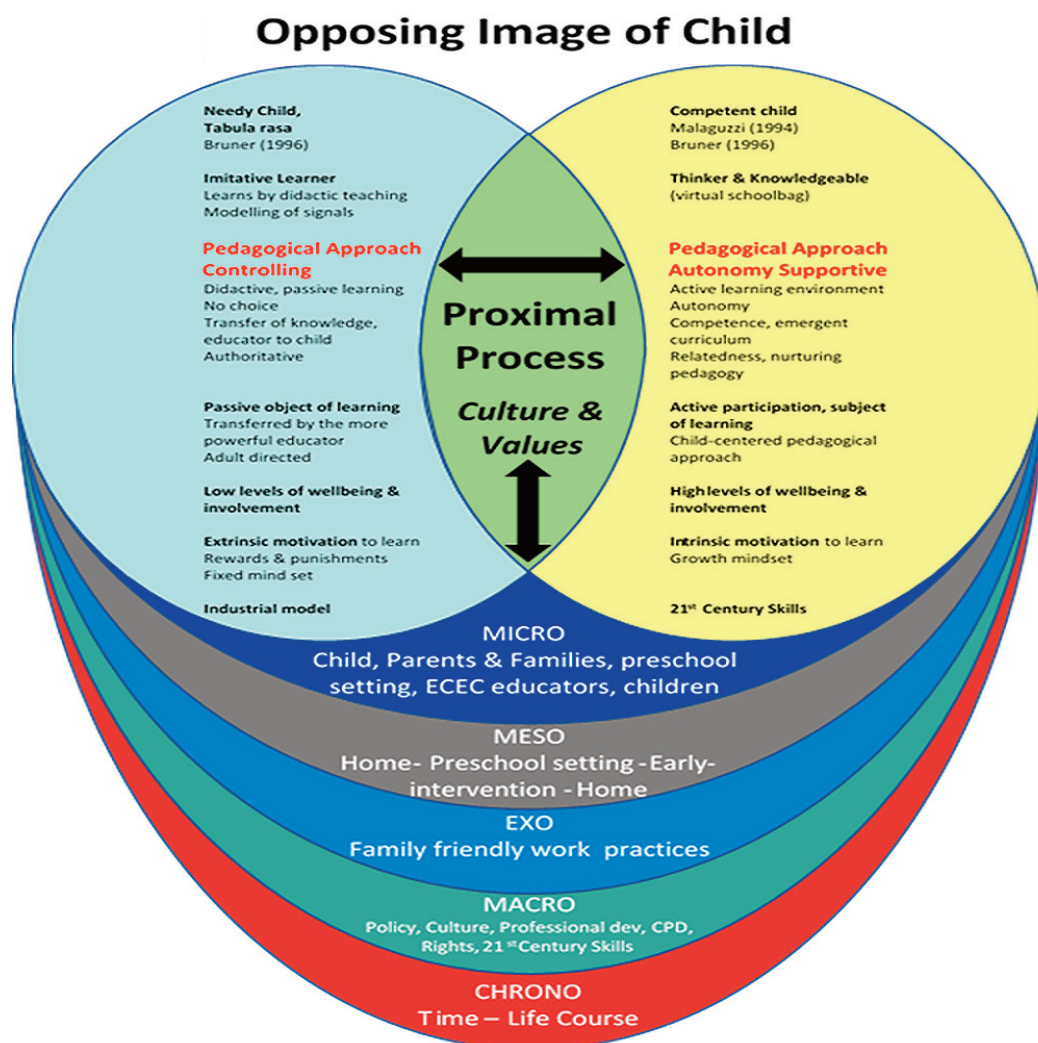 Opposing Image of Child
Needy Child,
Tabula rasa
Bruner (1996)
Imitative Learner
Learns by didactic teaching
Modelling of signals
Pedagogical Approach
Controlling
Didactic, passive learning
No choice
Transfer of knowledge,
educator to child
Authoritative
Passive object of learning
Transferred by the more
powerful educator
Adult directed
Low levels of wellbeing &
involvement
Extrinsic motivation to learn
Rewards & punishments
Fixed mind set
Industrial model
Proximal
Process
Culture &
Values
Competent child
Malaguzzi (1994)
Bruner (1996)
Thinker & Knowledgeable
(virtual schoolbag)
Pedagogical Approach
Autonomy Supportive
Active learning environment
Autonomy
Competence, emergent
curriculum
Relatedness, nurturing
pedagogy
Active participation, subject
of learning
Child-centered pedagogical
approach
High levels of wellbeing &
involvement
Intrinsic motivation to learn
Growth mindset
21st Century Skills
MICRO
Child, Parents & Families, preschool
setting, ECEC educators, children
MESO
Home- Preschool setting -Early-
intervention - Home
EXO
Family friendly work practices
MACRO
Policy, Culture, Professional dev, CPD,
Rights, 21st Century Skills
CHRONO
Time – Life Course